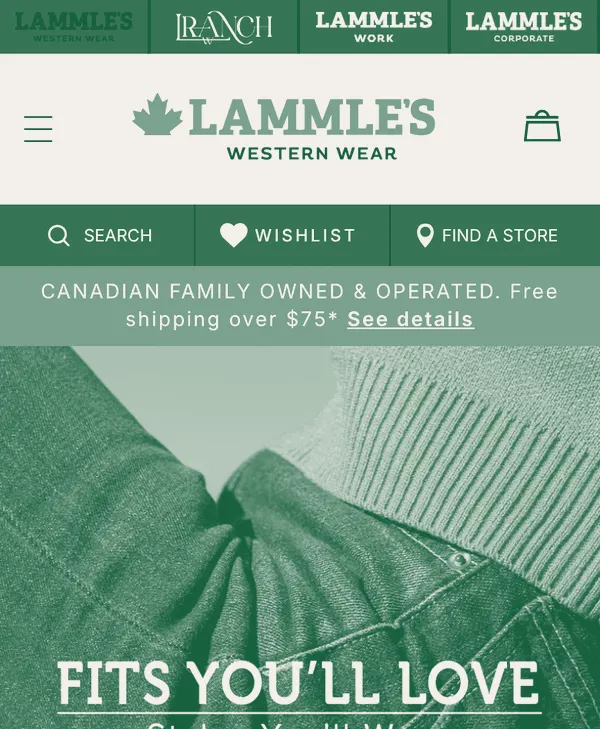 LAMMLE'S
WESTERN WEAR
RANCH
W
LAMMLE'S
WORK
LAMMLE'S
CORPORATE
LAMMLE'S
WESTERN WEAR
SEARCH
WISHLIST
FIND A STORE
CANADIAN FAMILY OWNED & OPERATED. Free
shipping over $75* See details
FITS YOU'LL LOVE